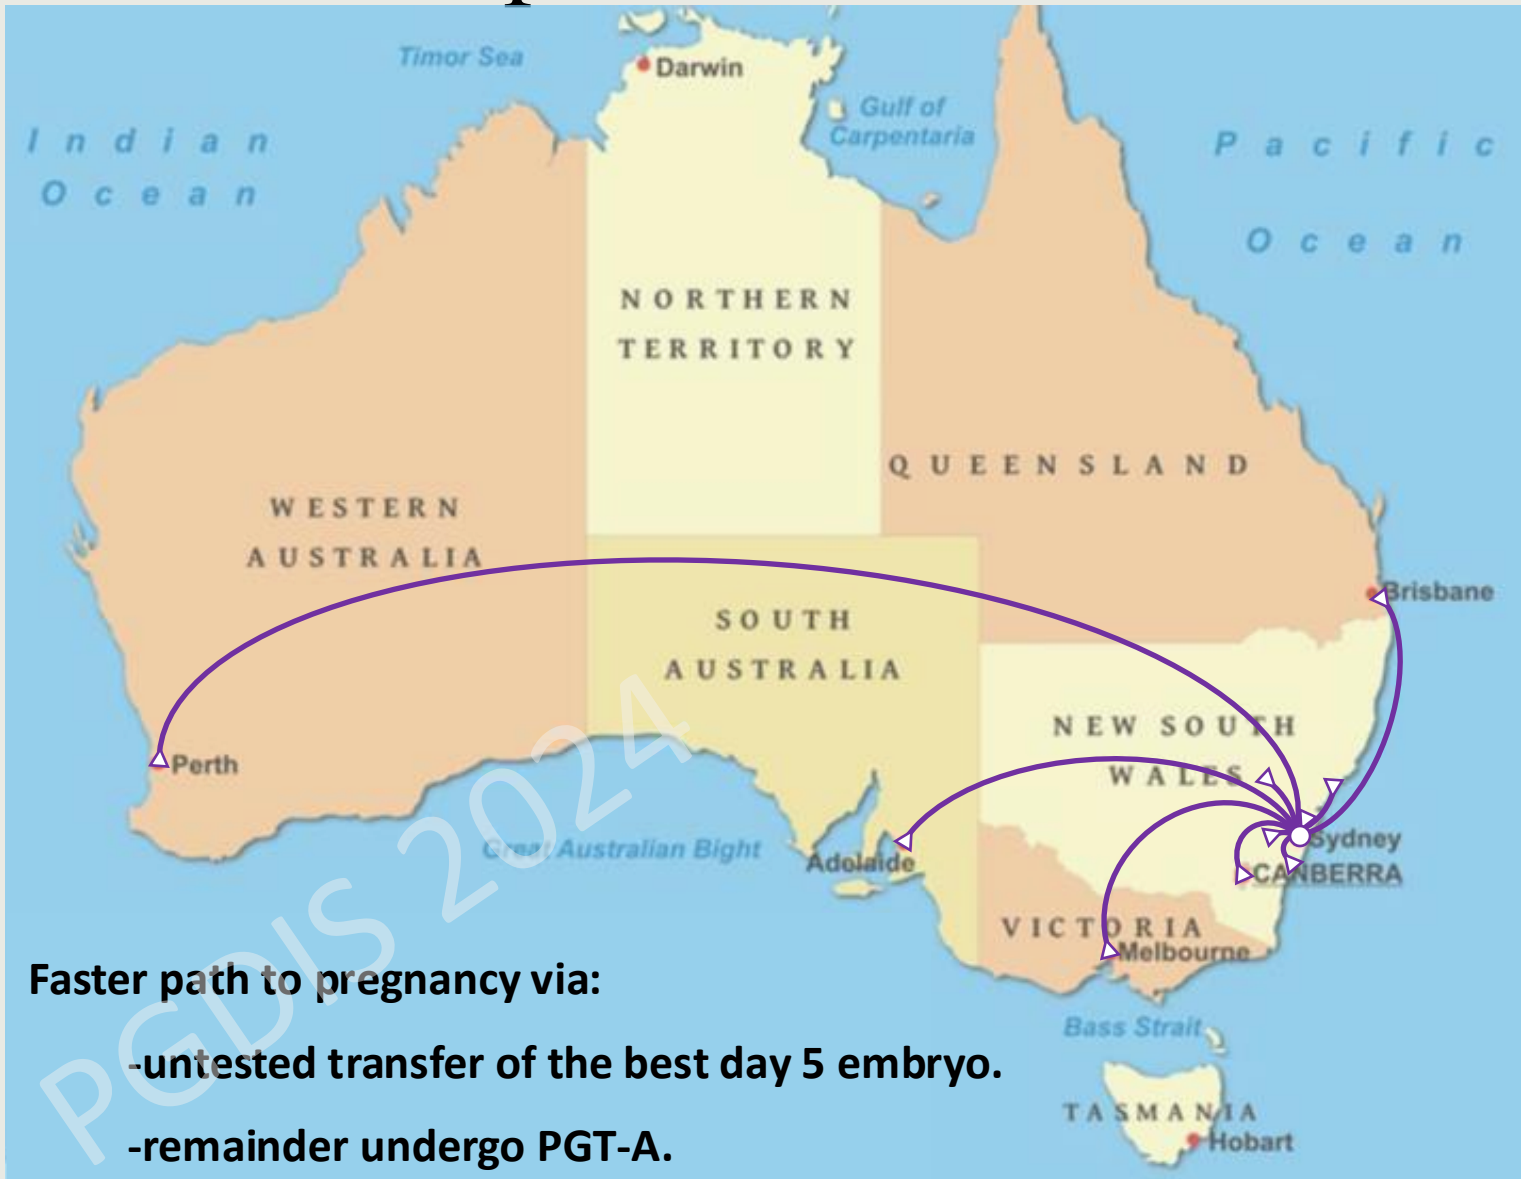 Timor Sea
Darwin
Gulf of
Carpentaria
Indian
Ocean
Pacific
Ocean
NORTHERN
TERRITORY
QUEENSLAND
WESTERN
AUSTRALIA
Brisbane
SOUTH
AUSTRALIA
NEW SOUTH
WALES
Perth
Great Australian Bight
Adelaide
Sydney
CANBERRA
VICTORIA
Melbourne
Bass Strait
TASMANIA
Hobart
Faster path to pregnancy via:
-untested transfer of the best day 5 embryo.
-remainder undergo PGT-A.
PGDIS 2024